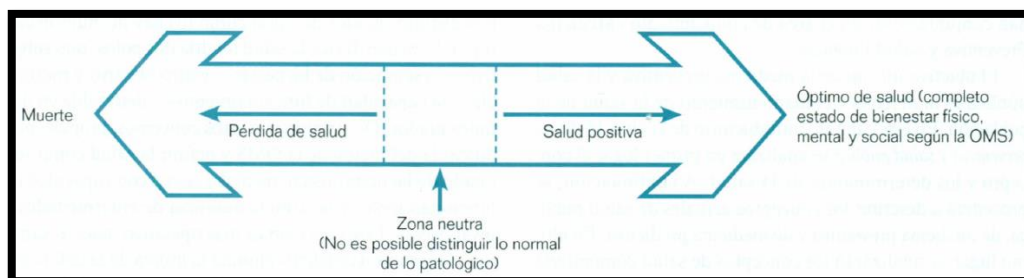 Muerte
Pérdida de salud
Salud positiva
Óptimo de salud (completo
estado de bienestar físico,
mental y social según la OMS)
Zona neutra
(No es posible distinguir lo normal
de lo patológico)